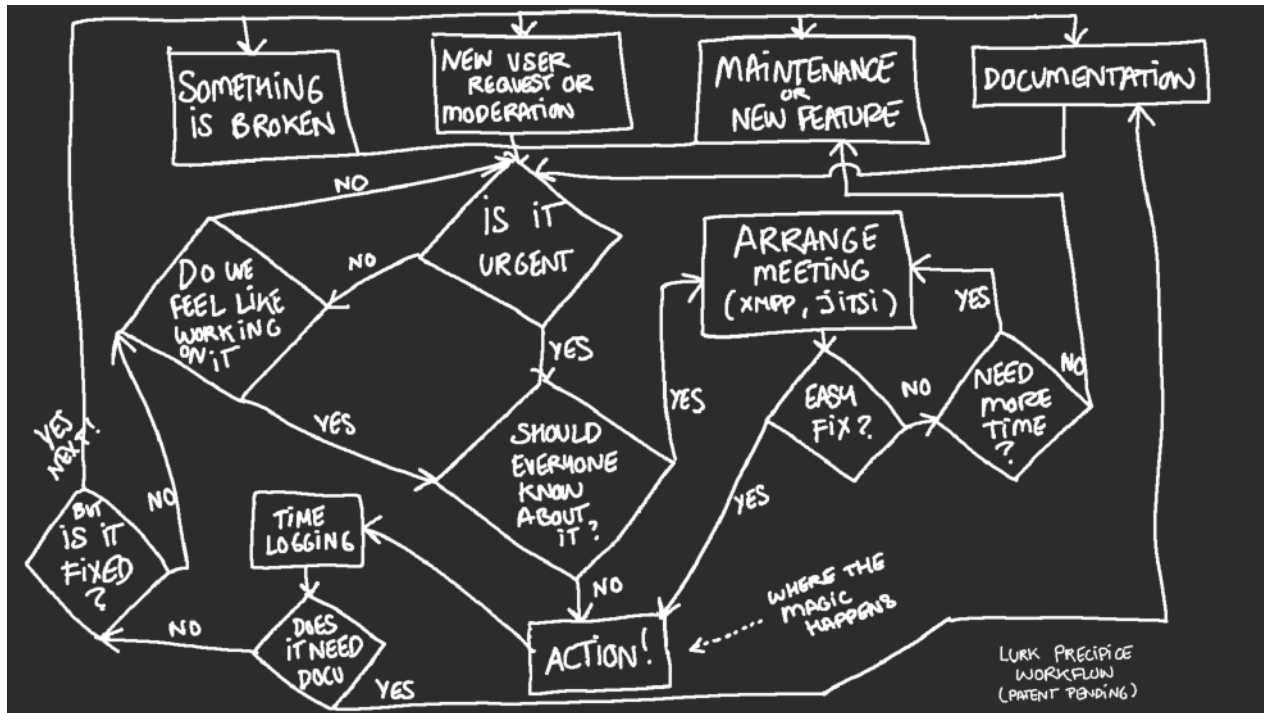 SOMETHING
IS BROKEN
NEW USER
REQUEST OR
MODERATION
MAINTENANCE
OR
NEW FEATURE
DOCUMENTATION
NO
IS IT
URGENT
NO
DO WE
FEEL LIKE
WORKING
ON IT
YES
YES
SHOULD
EVERYONE
KNOW
ABOUT
IT?
YES
ARRANGE
MEETING
(XMPP, JITSI)
YES
NO
EASY
FIX?
NO
NEED
MORE
TIME
?
YES
NO
ACTION!
WHERE THE
MAGIC
HAPPENS
TIME
LOGGING
DOES
IT NEED
DOCU
YES
NO
BUT
IS IT
FIXED
?
NO
YES
NEXT!
LURK PRECIPICE
WORKFLOW
(PATENT PENDING)